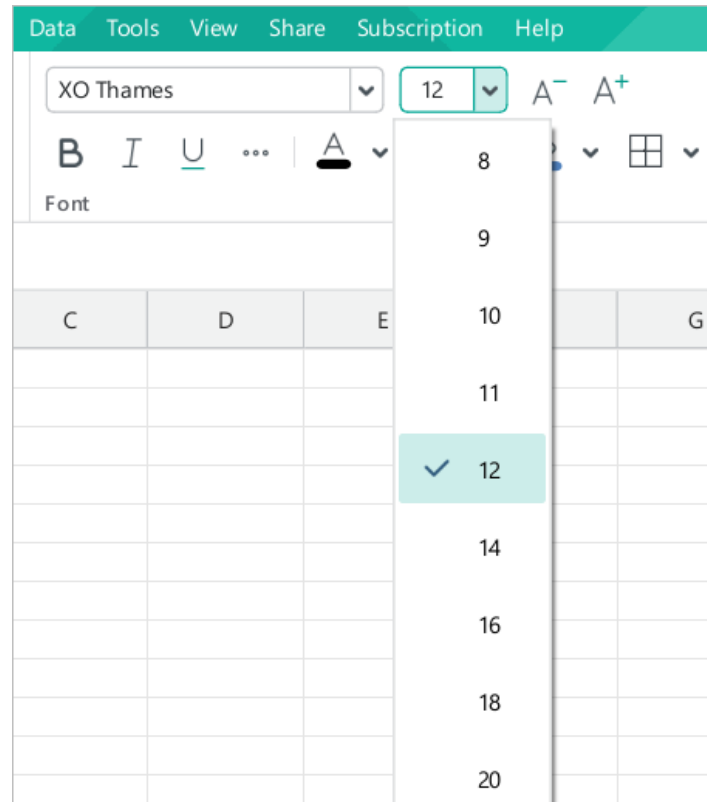 Data Tools View Share Subscription Help
XO Thames 12 A− A+
B I U A
Font
C D E G
8
9
10
11
12
14
16
18
20